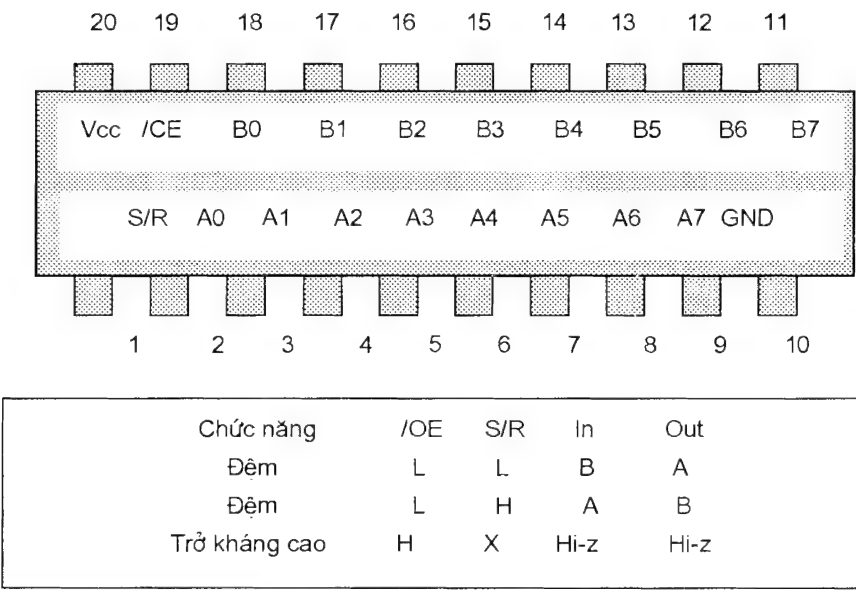 20 19 18 17 16 15 14 13 12 11
Vcc /CE B0 B1 B2 B3 B4 B5 B6 B7
S/R A0 A1 A2 A3 A4 A5 A6 A7 GND
1 2 3 4 5 6 7 8 9 10
Chức năng /OE S/R In Out
Đệm L L B A
Đệm L H A B
Trở kháng cao H X Hi-z Hi-z